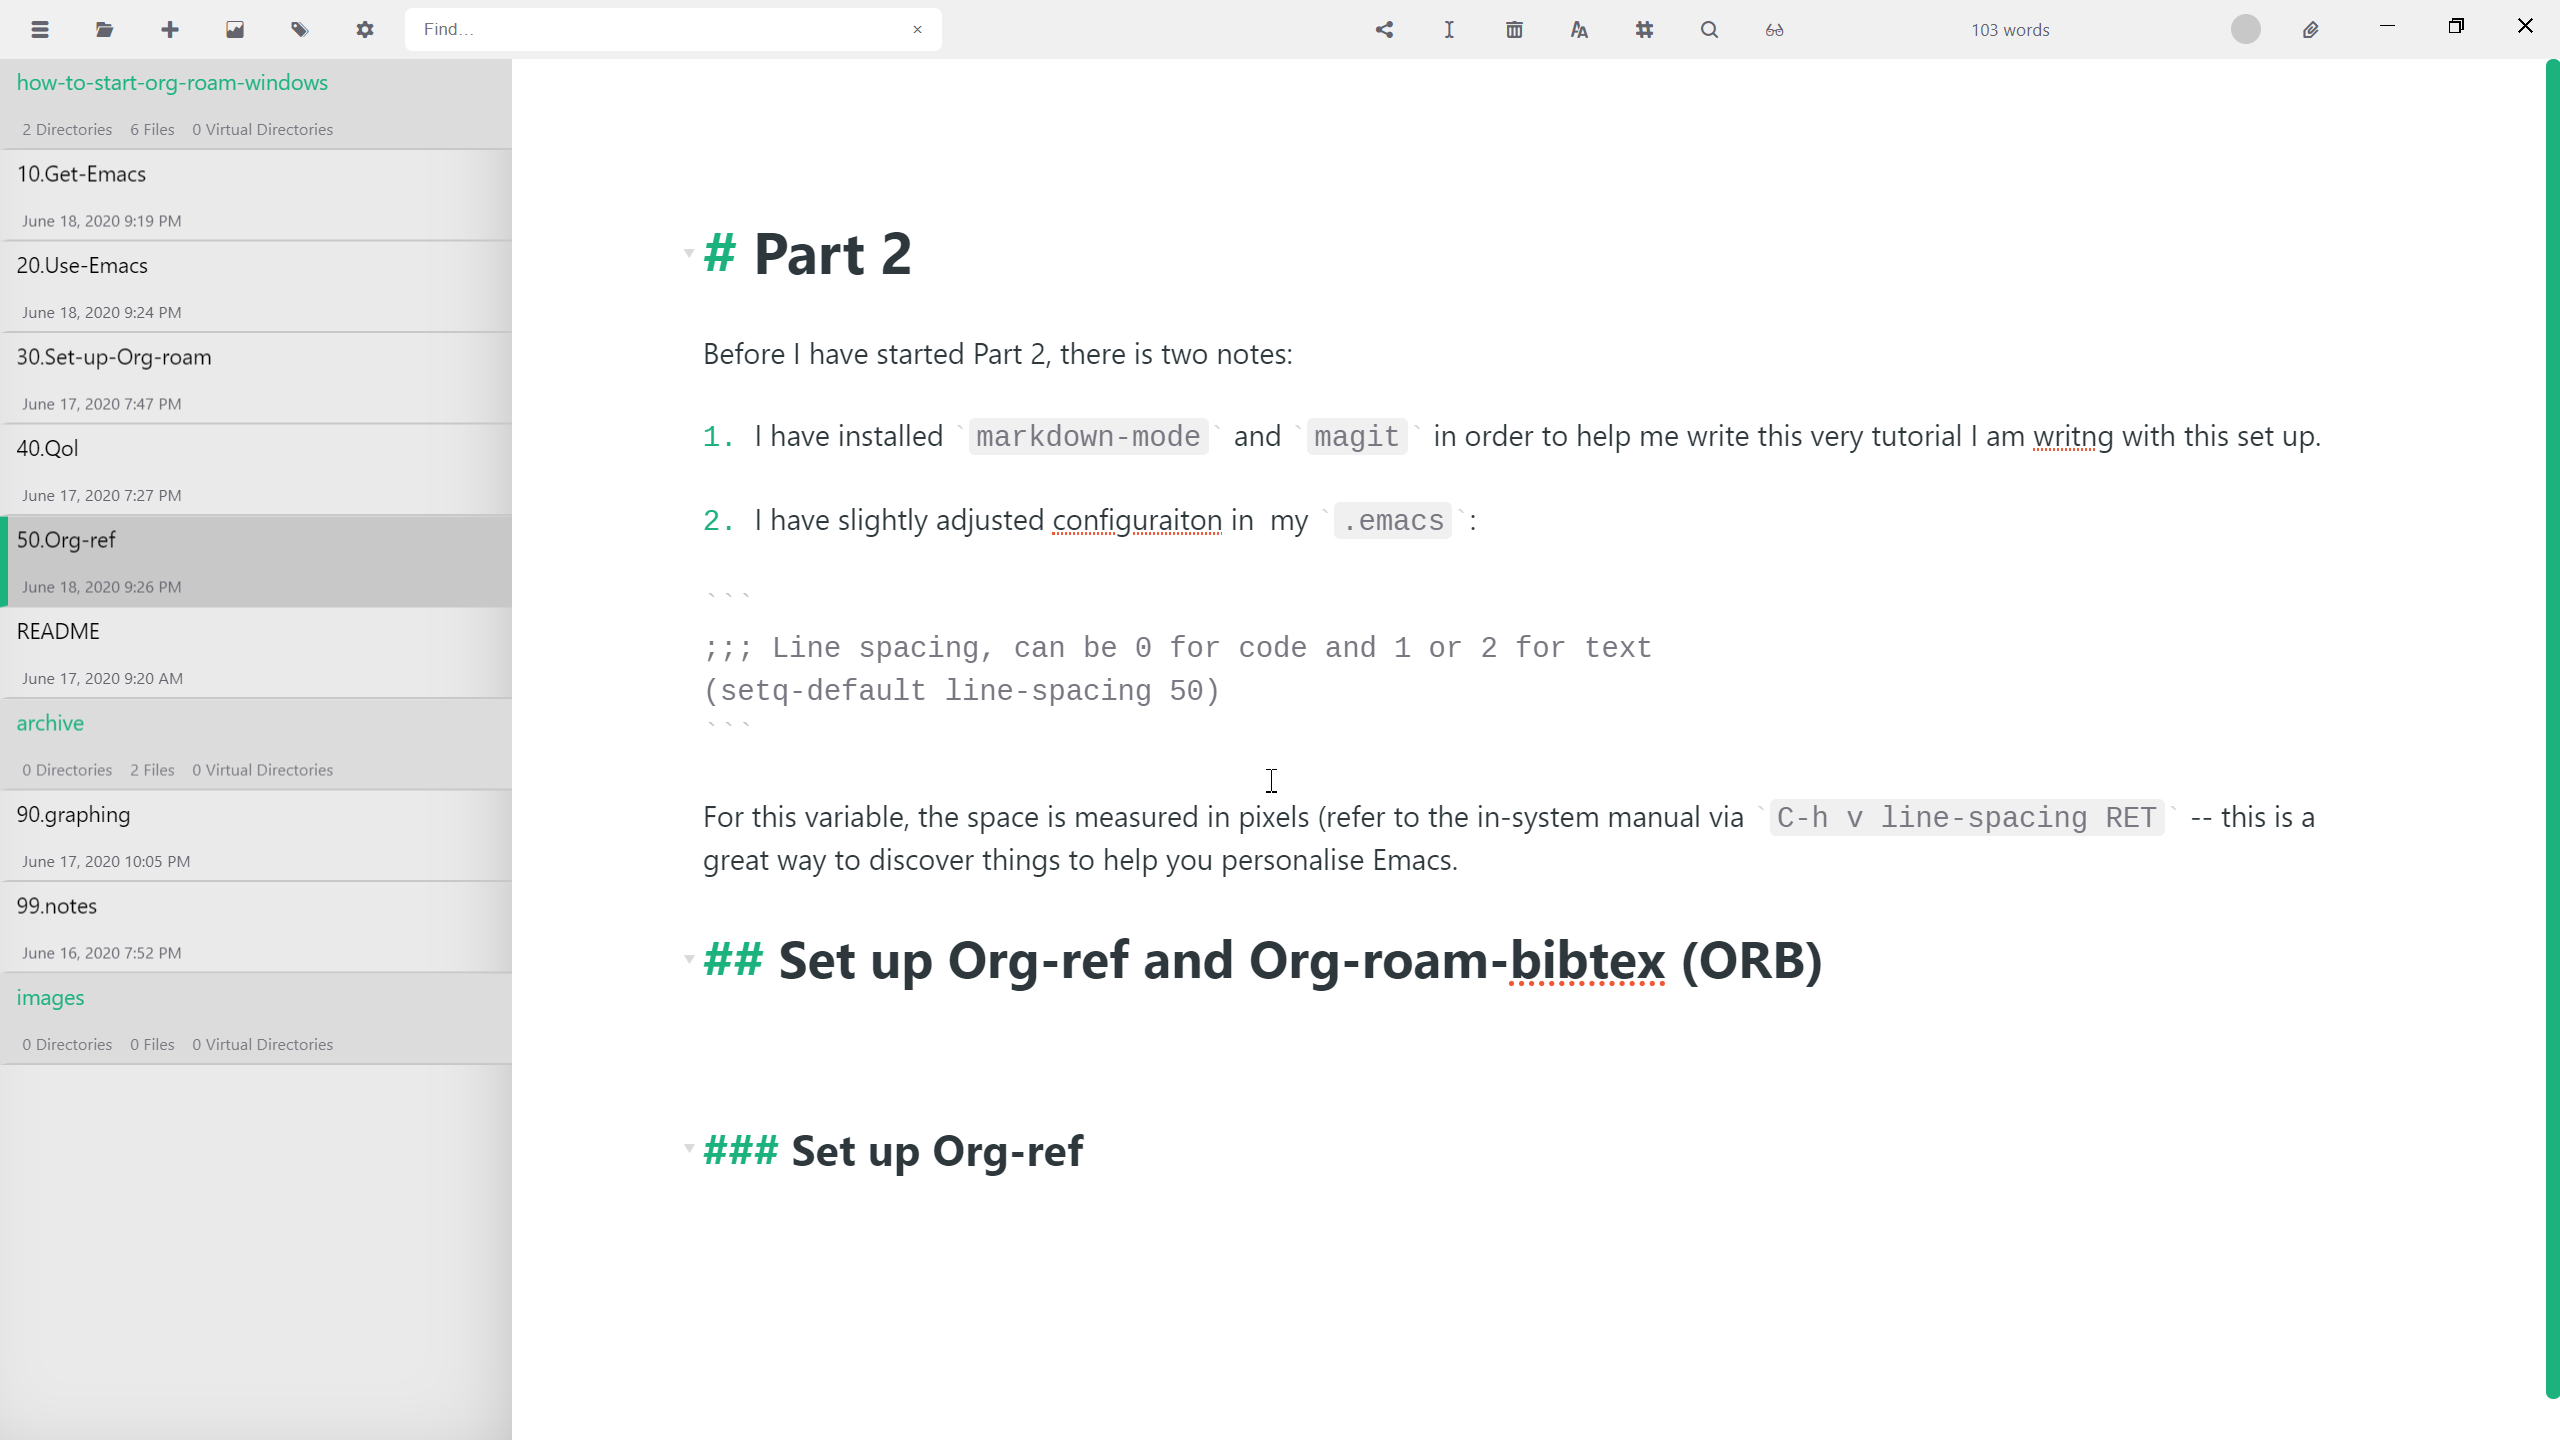 Find...
103 words
how-to-start-org-roam-windows
2 Directories 6 Files 0 Virtual Directories
10.Get-Emacs
June 18, 2020 9:19 PM
20.Use-Emacs
June 18, 2020 9:24 PM
30.Set-up-Org-roam
June 17, 2020 7:47 PM
40.Qol
June 17, 2020 7:27 PM
50.Org-ref
June 18, 2020 9:26 PM
README
June 17, 2020 9:20 AM
archive
0 Directories 2 Files 0 Virtual Directories
90.graphing
June 17, 2020 10:05 PM
99.notes
June 16, 2020 7:52 PM
images
0 Directories 0 Files 0 Virtual Directories
# Part 2
Before I have started Part 2, there is two notes:
1. I have installed `markdown-mode` and `magit` in order to help me write this very tutorial I am writng with this set up.
2. I have slightly adjusted configuraiton in  my `.emacs`:
```
;;; Line spacing, can be 0 for code and 1 or 2 for text
(setq-default line-spacing 50)
```
For this variable, the space is measured in pixels (refer to the in-system manual via `C-h v line-spacing RET` -- this is a
great way to discover things to help you personalise Emacs.
## Set up Org-ref and Org-roam-bibtex (ORB)
### Set up Org-ref